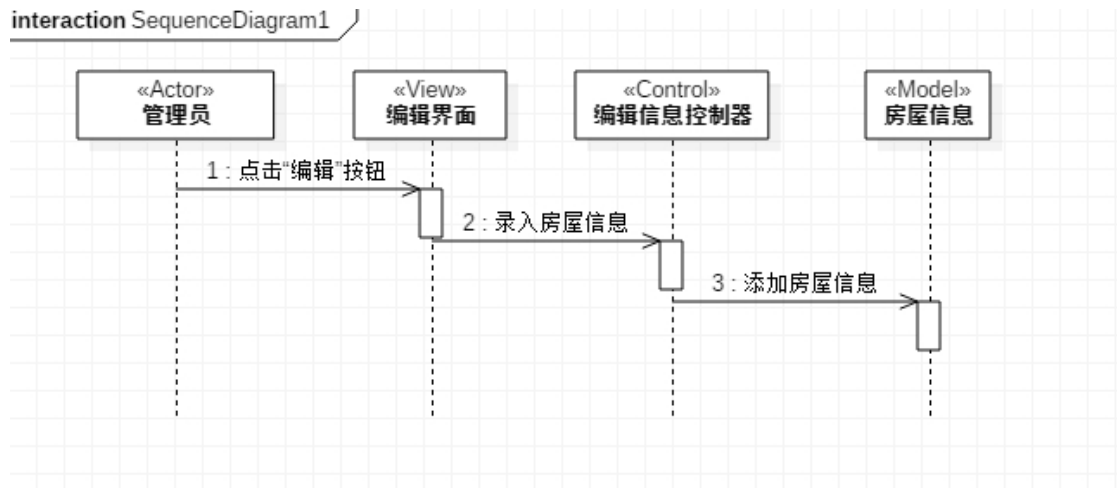 interaction SequenceDiagram1
«Actor»
管理员
«View»
编辑界面
«Control»
编辑信息控制器
«Model»
房屋信息
1 : 点击“编辑”按钮
2 : 录入房屋信息
3 : 添加房屋信息